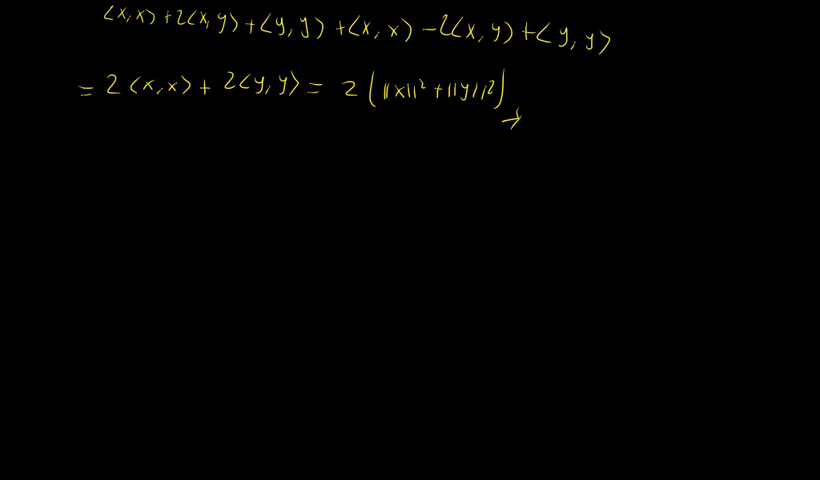 ⟨x,x⟩ + 2⟨x,y⟩ + ⟨y,y⟩ + ⟨x,x⟩ - 2⟨x,y⟩ + ⟨y,y⟩
= 2⟨x,x⟩ + 2⟨y,y⟩ = 2(||x||² + ||y||²)